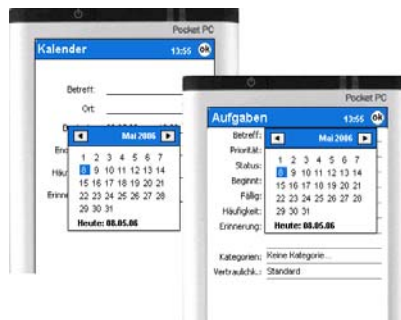 Pocket PC
Kalender 13:55 ok
Betreff:
Ort:
Mai 2006
1 2 3 4 5 6 7
8 9 10 11 12 13 14
15 16 17 18 19 20 21
22 23 24 25 26 27 28
29 30 31
Heute: 08.05.06
Pocket PC
Aufgaben 13:55 ok
Betreff:
Priorität:
Status:
Beginnt:
Fällig:
Häufigkeit:
Erinnerung:
Mai 2006
1 2 3 4 5 6 7
8 9 10 11 12 13 14
15 16 17 18 19 20 21
22 23 24 25 26 27 28
29 30 31
Heute: 08.05.06
Kategorien: Keine Kategorie...
Vertraulichk.: Standard